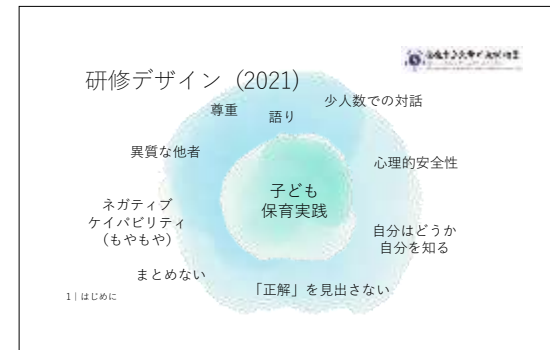 研修デザイン（2021）
尊重
語り
少人数での対話
異質な他者
心理的安全性
子ども
保育実践
ネガティブ
ケイパビリティ
（もやもや）
自分はどうか
自分を知る
まとめない
「正解」を見出さない
1｜はじめに